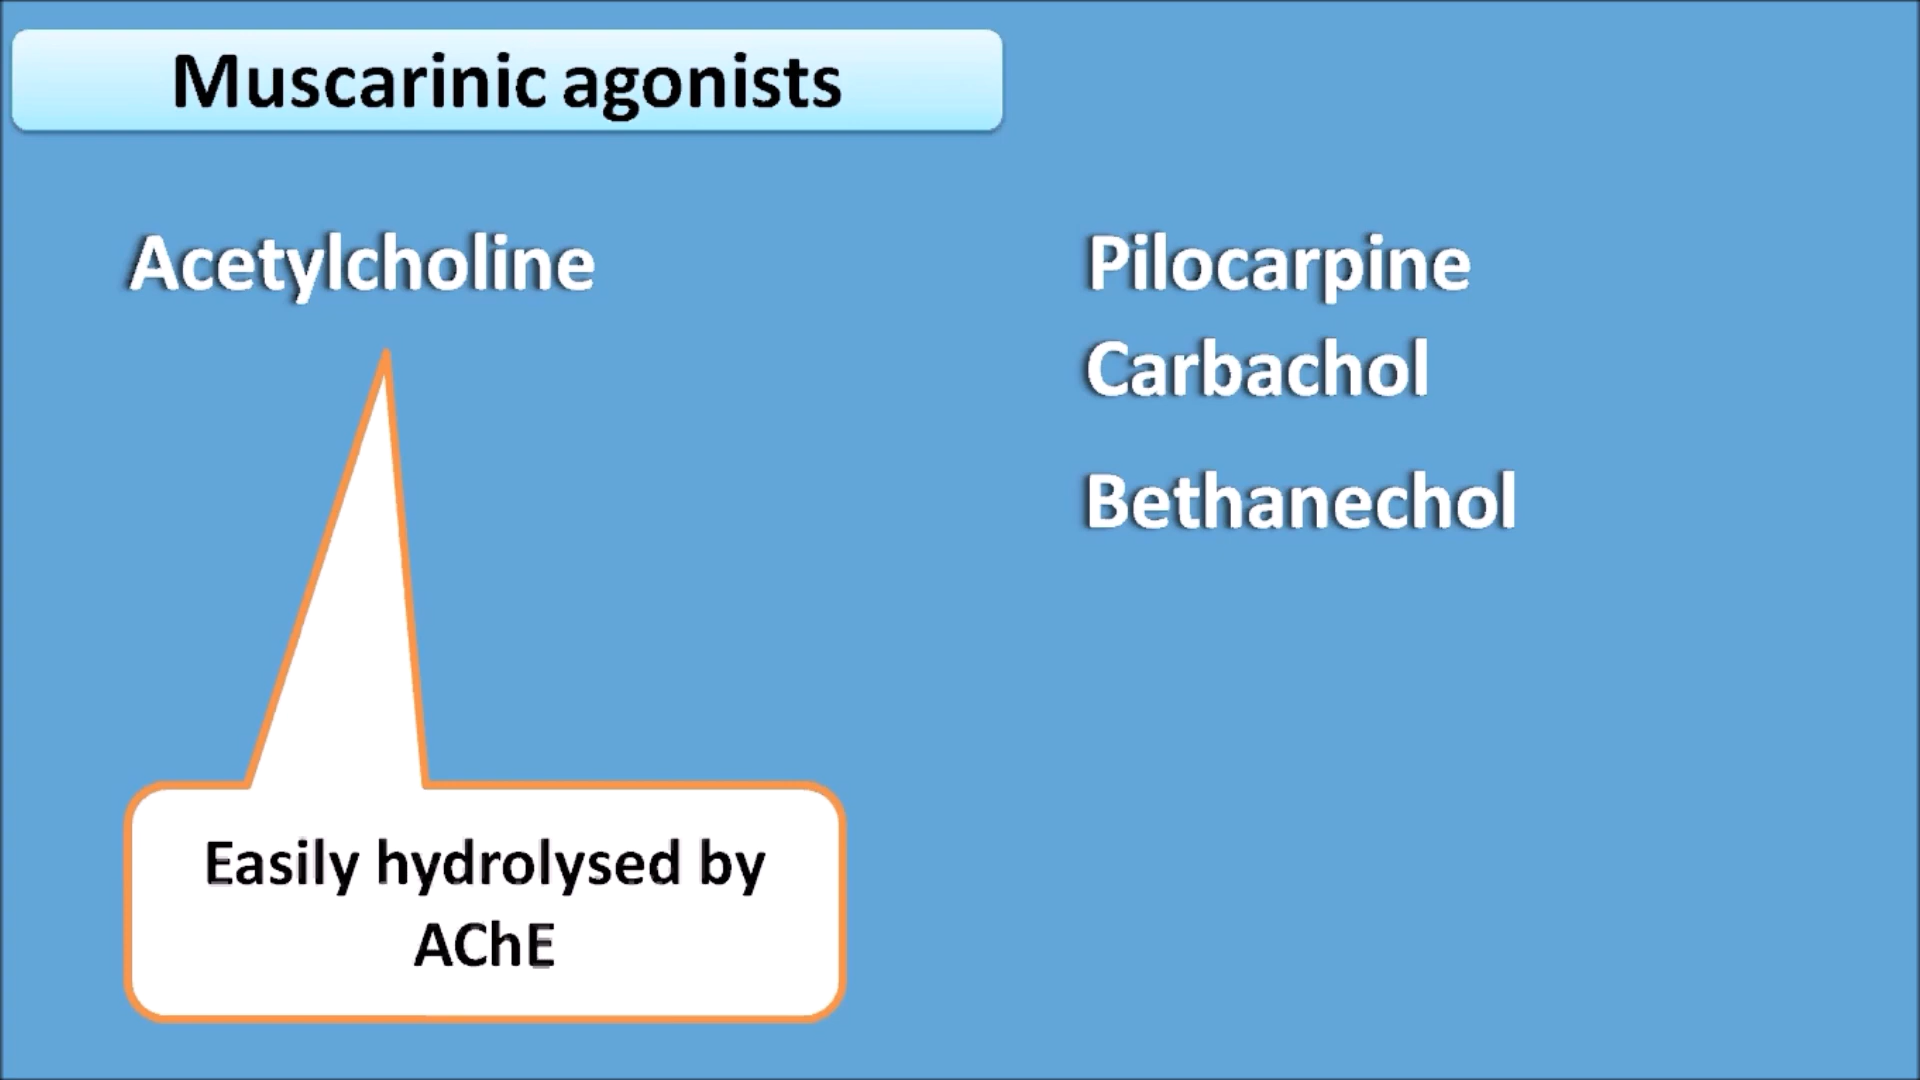 Muscarinic agonists
Acetylcholine
Pilocarpine
Carbachol
Bethanechol
Easily hydrolysed by
AChE